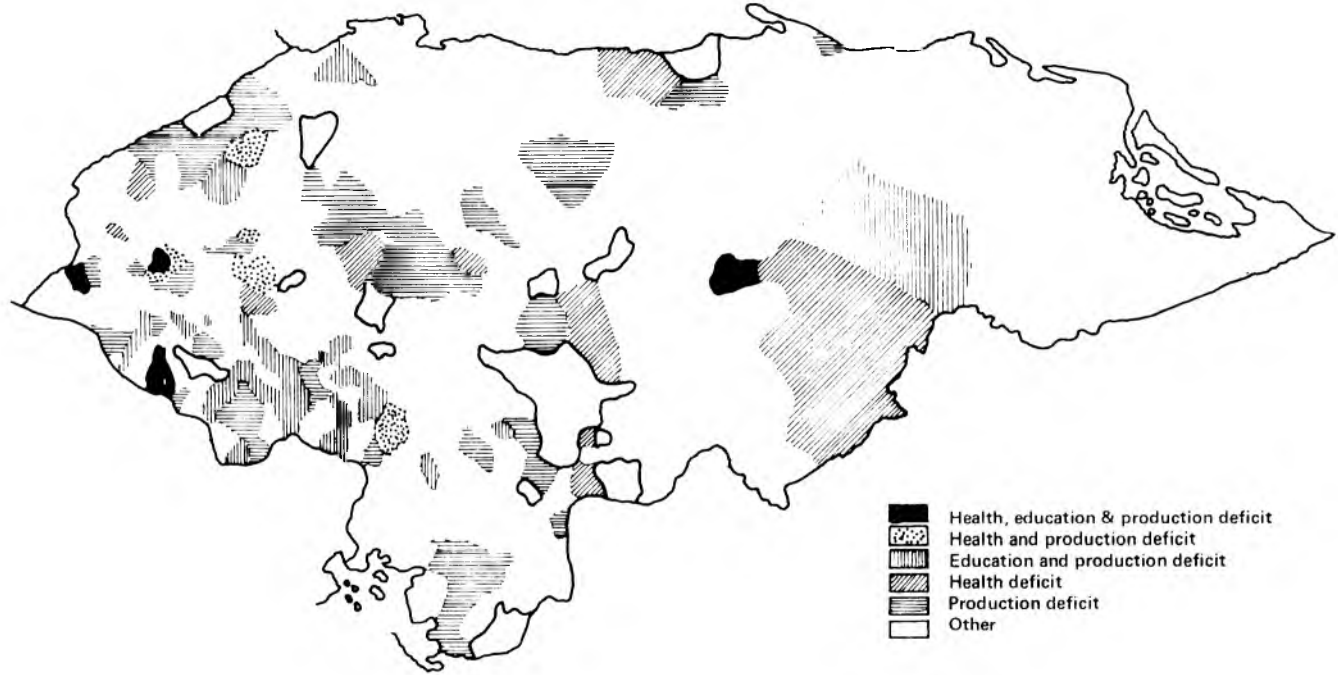 Health, education & production deficit
Health and production deficit
Education and production deficit
Health deficit
Production deficit
Other